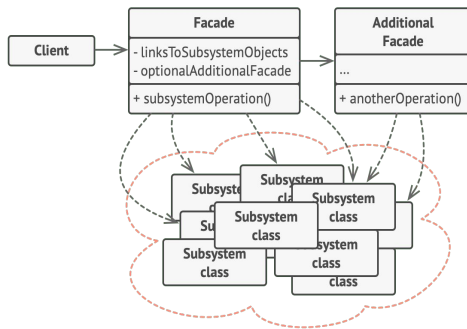 Client
Facade
- linksToSubsystemObjects
- optionalAdditionalFacade
+ subsystemOperation()
Additional
Facade
...
+ anotherOperation()
Subsystem
Subsystem
class
Subsystem
class
Subsystem
class
Subsystem
class
class
class